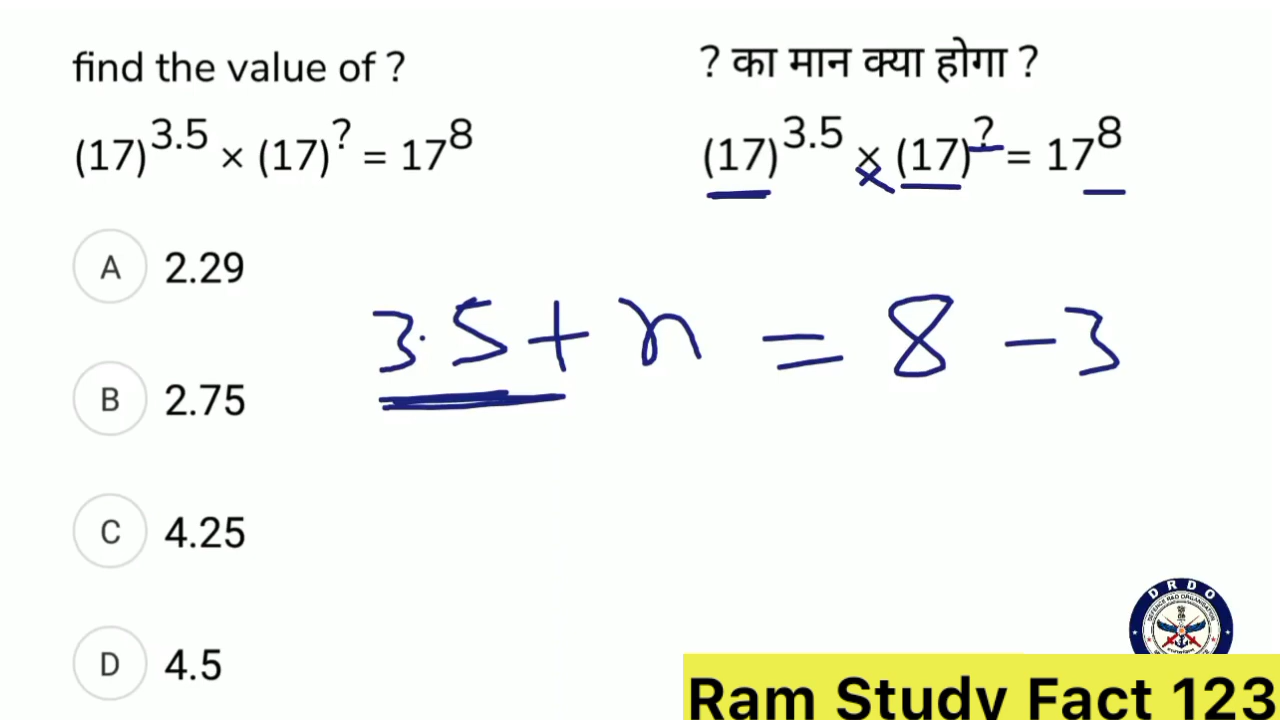 find the value of ?
(17)^3.5 × (17)^? = 17^8
A 2.29
B 2.75
C 4.25
D 4.5
? का मान क्या होगा ?
(17)^3.5 × (17)^? = 17^8
3.5 + n = 8 - 3
DRDO
Ram Study Fact 123